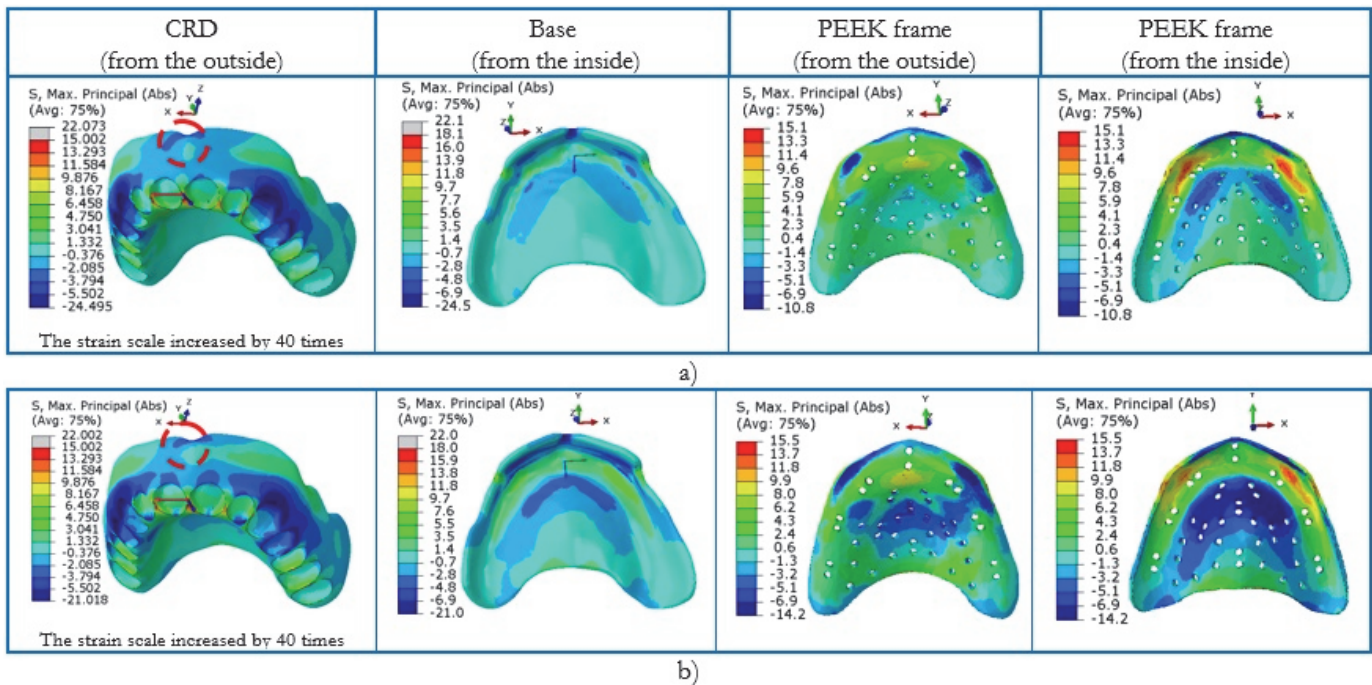 CRD
(from the outside)
Base
(from the inside)
PEEK frame
(from the outside)
PEEK frame
(from the inside)
S, Max. Principal (Abs)
(Avg: 75%)
22.073
15.002
13.293
11.584
9.876
8.167
6.458
4.750
3.041
1.332
-0.376
-2.085
-3.794
-5.502
-24.495
X
Y
Z
The strain scale increased by 40 times
S, Max. Principal (Abs)
(Avg: 75%)
22.1
18.1
16.0
13.9
11.8
9.7
7.7
5.6
3.5
1.4
-0.7
-2.8
-4.8
-6.9
-24.5
Y
Z
X
S, Max. Principal (Abs)
(Avg: 75%)
15.1
13.3
11.4
9.6
7.8
5.9
4.1
2.2
0.4
-1.4
-3.3
-5.1
-6.9
-10.8
Y
X
Z
S, Max. Principal (Abs)
(Avg: 75%)
15.1
13.3
11.4
9.6
7.8
5.9
4.1
2.2
0.4
-1.4
-3.3
-5.1
-6.9
-10.8
Y
Z
X
a)
S, Max. Principal (Abs)
(Avg: 75%)
22.002
15.002
13.293
11.584
9.876
8.167
6.458
4.750
3.041
1.332
-0.376
-2.085
-3.794
-5.502
-21.018
X
Y
Z
The strain scale increased by 40 times
S, Max. Principal (Abs)
(Avg: 75%)
22.0
18.0
15.9
13.8
11.8
9.7
7.6
5.5
3.5
1.4
-0.7
-2.8
-4.8
-6.9
-21.0
Y
Z
X
S, Max. Principal (Abs)
(Avg: 75%)
15.5
13.7
11.8
9.9
8.0
6.2
4.3
2.4
0.6
-1.3
-3.2
-5.1
-6.9
-14.2
Y
X
Z
S, Max. Principal (Abs)
(Avg: 75%)
15.5
13.7
11.8
9.9
8.0
6.2
4.3
2.4
0.6
-1.3
-3.2
-5.1
-6.9
-14.2
Y
X
b)